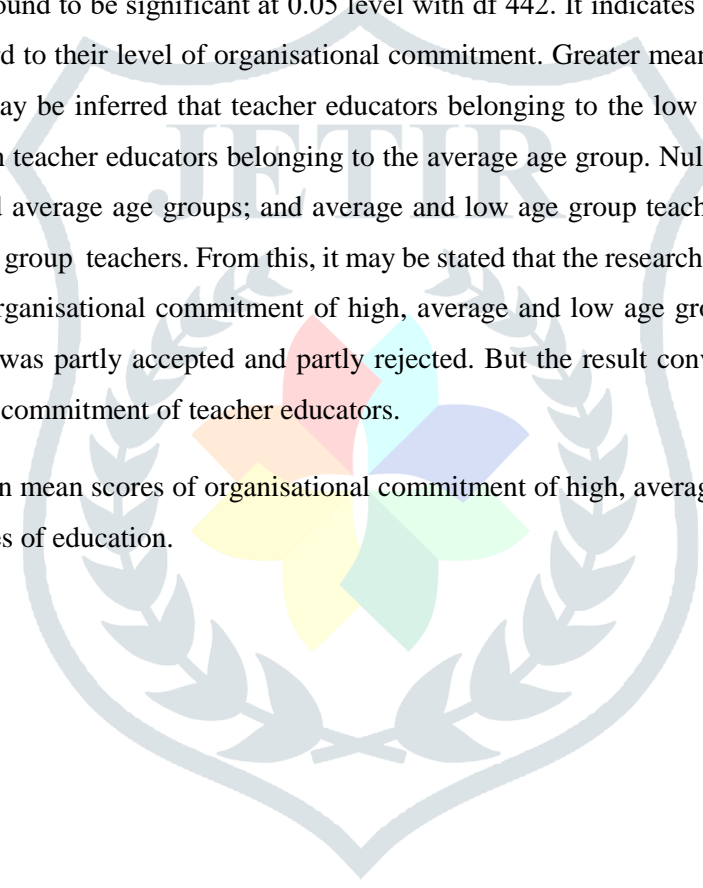 ound to be significant at 0.05 level with df 442. It indicates
rd to their level of organisational commitment. Greater mean
ay be inferred that teacher educators belonging to the low
n teacher educators belonging to the average age group. Nul
JETIR
d average age groups; and average and low age group teach
group teachers. From this, it may be stated that the research
rganisational commitment of high, average and low age gro
was partly accepted and partly rejected. But the result conv
commitment of teacher educators.
n mean scores of organisational commitment of high, averag
es of education.